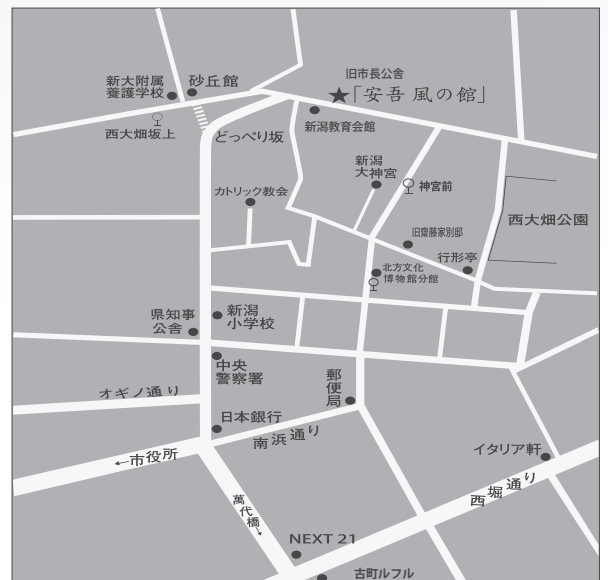 旧市長公舎
★「安吾 風の館」
新大附属
養護学校
砂丘館
西大畑坂上
どっぺり坂
新潟教育会館
新潟
大神宮
神宮前
カトリック教会
旧齋藤家別邸
西大畑公園
行形亭
北方文化
博物館分館
県知事
公舎
新潟
小学校
中央
警察署
郵便局
オギノ通り
日本銀行
南浜通り
←市役所
イタリア軒
西堀通り
萬代橋→
NEXT 21
古町ルフル